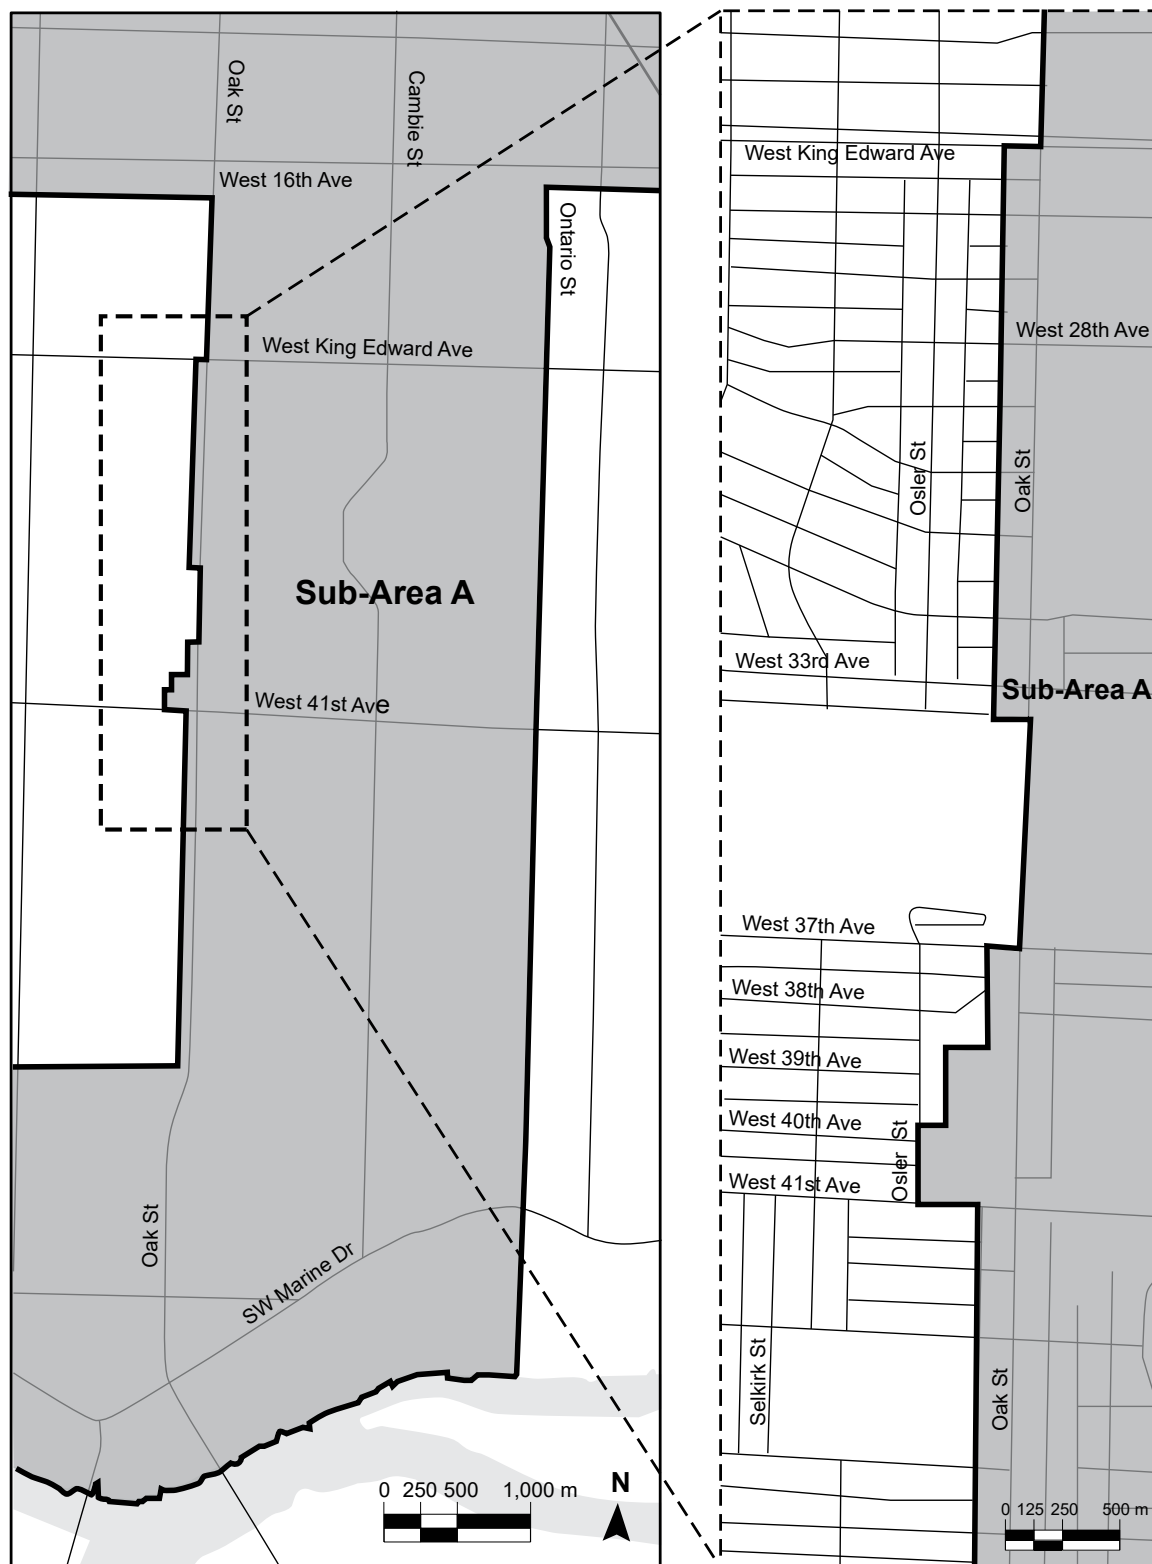 Oak St
Cambie St
West 16th Ave
Ontario St
West King Edward Ave
Sub-Area A
West 41st Ave
Oak St
SW Marine Dr
0 250 500 1,000 m
N
West King Edward Ave
West 28th Ave
Osler St
Oak St
West 33rd Ave
Sub-Area A
West 37th Ave
West 38th Ave
West 39th Ave
West 40th Ave
Osler St
West 41st Ave
Selkirk St
Oak St
0 125 250 500 m